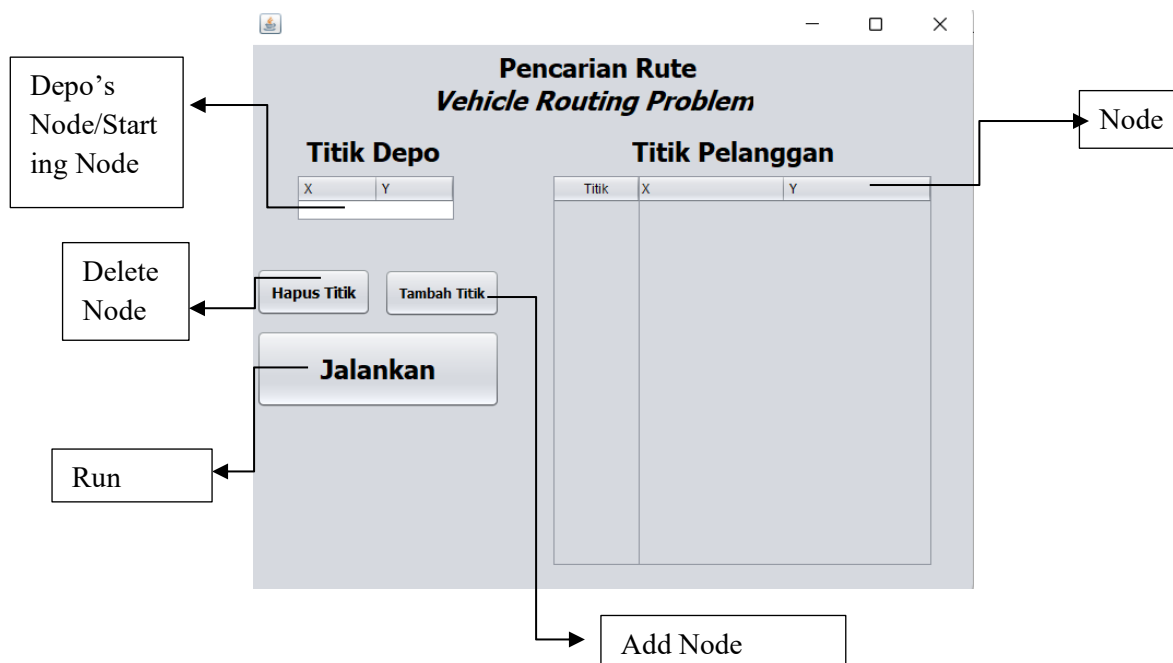 Pencarian Rute
Vehicle Routing Problem
Depo's
Node/Start
ing Node
Node
Titik Depo
Titik Pelanggan
X Y
Titik X Y
Delete
Node
Hapus Titik
Tambah Titik
Jalankan
Run
Add Node